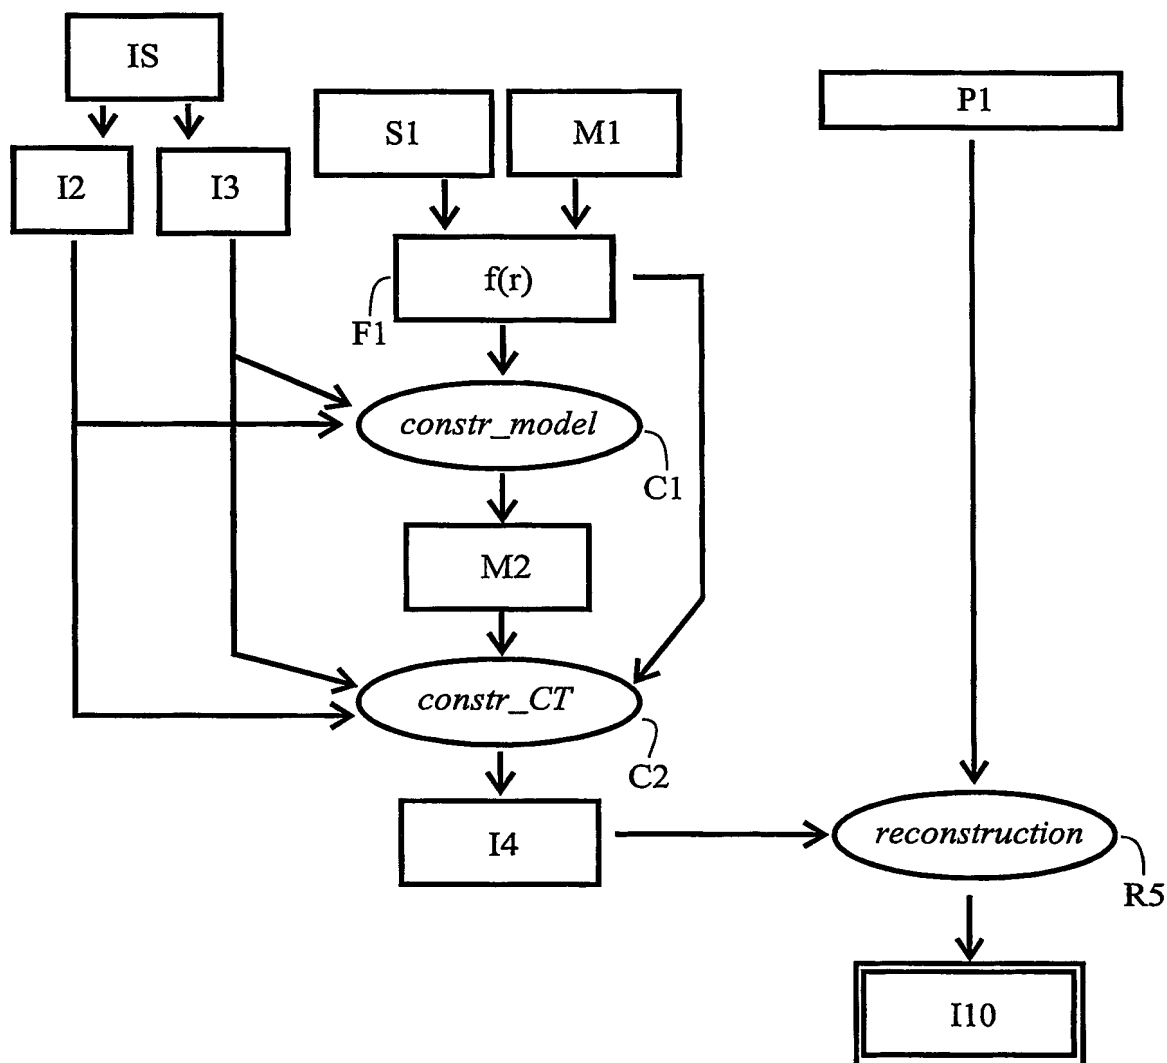 IS
S1
M1
P1
I2
I3
f(r)
F1
constr_model
C1
M2
constr_CT
C2
I4
reconstruction
R5
I10